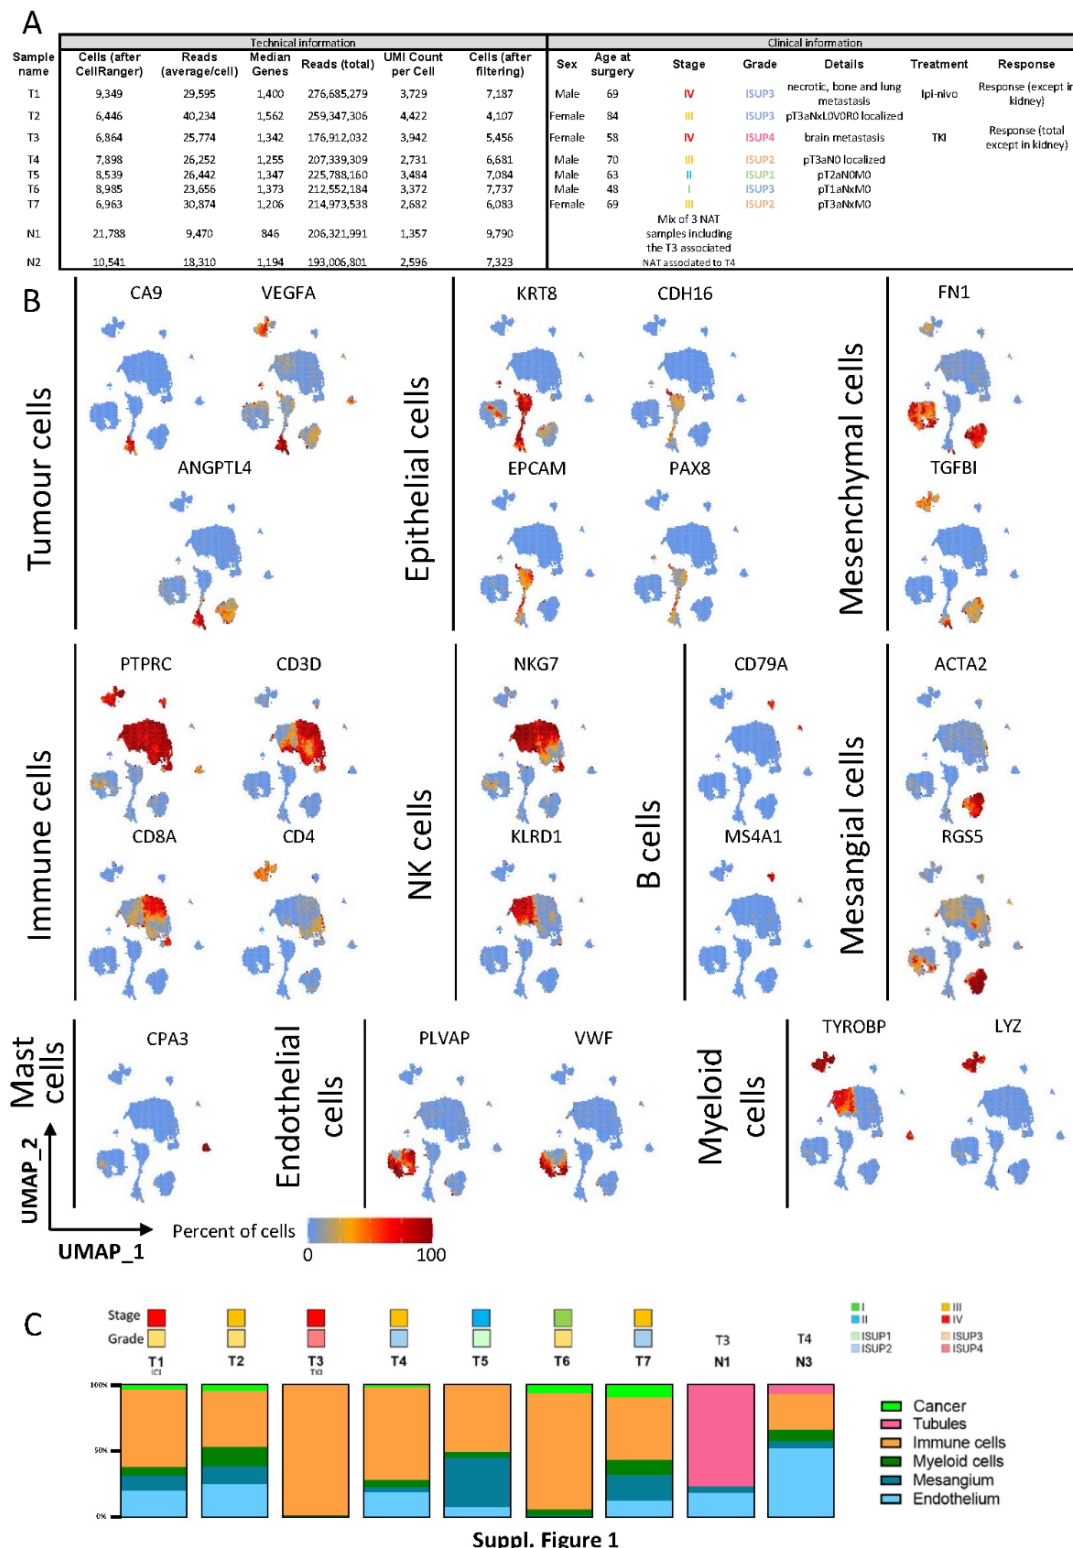 A
Technical information Clinical information
Sample name Cells (after CellRanger) Reads (average/cell) Median Genes Reads (total) UMI Count per Cell Cells (after filtering) Sex Age at surgery Stage Grade Details Treatment Response
T1 9,349 29,595 1,400 276,685,279 3,729 7,187 Male 69 IV ISUP3 necrotic, bone and lung metastasis Ipi-nivo Response (except in kidney)
T2 6,446 40,234 1,562 259,347,306 4,422 4,107 Female 84 III ISUP3 pT3aNxL0V0R0 localized
T3 6,864 25,774 1,342 176,912,032 3,942 5,456 Female 58 IV ISUP4 brain metastasis TKI Response (total except in kidney)
T4 7,898 26,252 1,255 207,339,309 2,731 6,681 Male 70 III ISUP2 pT3aN0 localized
T5 8,539 26,442 1,347 225,788,160 3,484 7,084 Male 63 II ISUP1 pT2aN0M0
T6 8,985 23,656 1,373 212,552,184 3,372 7,737 Male 48 I ISUP3 pT1aNxM0
T7 6,963 30,874 1,206 214,973,538 2,682 6,083 Female 69 III ISUP2 pT3aNxM0
N1 21,788 9,470 846 206,321,991 1,357 9,790 Mix of 3 NAT samples including the T3 associated
N2 10,541 18,310 1,194 193,006,801 2,596 7,323 NAT associated to T4
B
Tumour cells
CA9 VEGFA
ANGPTL4
Epithelial cells
KRT8 CDH16
EPCAM PAX8
Mesenchymal cells
FN1
TGFBI
Immune cells
PTPRC CD3D
CD8A CD4
NK cells
NKG7
KLRD1
B cells
CD79A
MS4A1
Mesangial cells
ACTA2
RGS5
Mast cells
CPA3
Endothelial cells
PLVAP VWF
Myeloid cells
TYROBP LYZ
UMAP_2
UMAP_1
Percent of cells
0 100
C
Stage
Grade
T1 T2 T3 T4 T5 T6 T7 N1 N3
ICI TKI T3 T4
I III
II IV
ISUP1 ISUP3
ISUP2 ISUP4
100%
50%
0%
Cancer
Tubules
Immune cells
Myeloid cells
Mesangium
Endothelium
Suppl. Figure 1